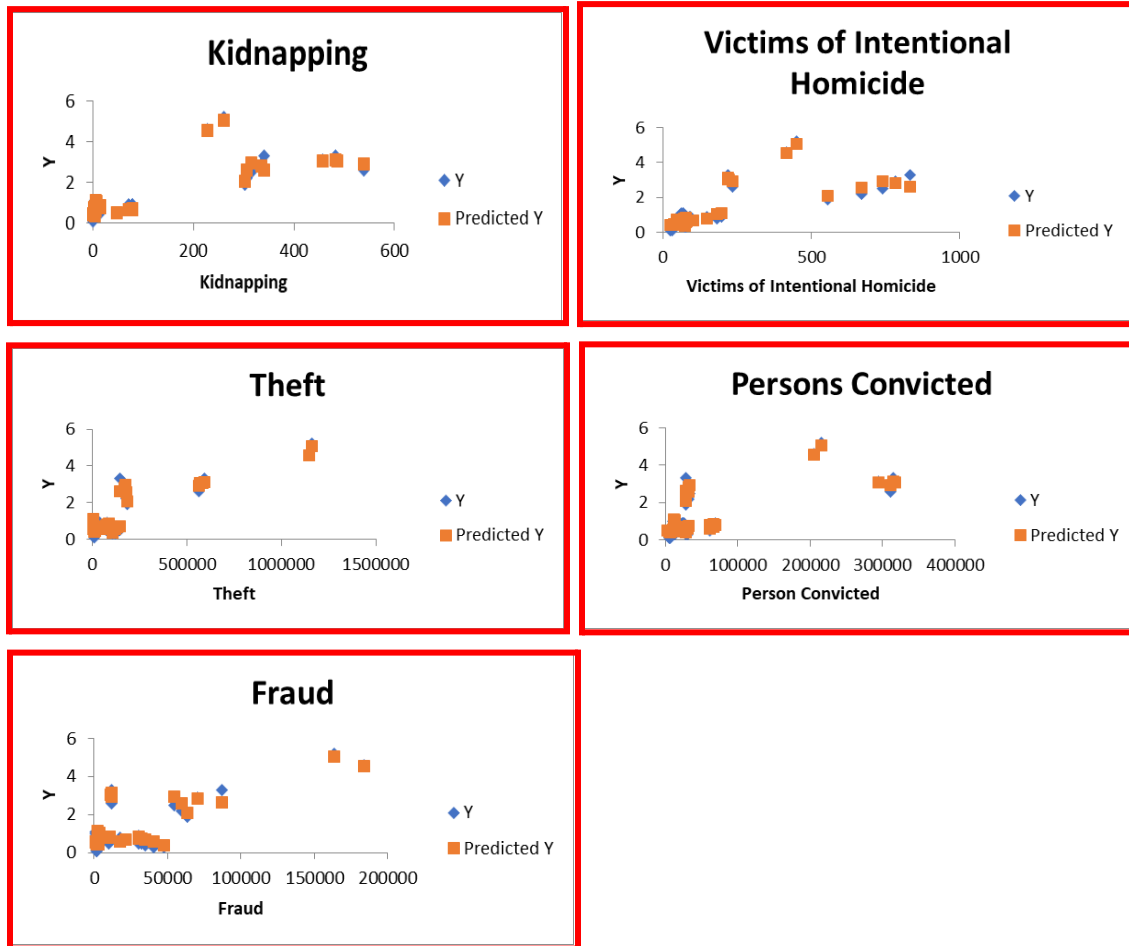 Kidnapping
6
4
2
0
Y
0 200 400 600
Kidnapping
Y
Predicted Y
Victims of Intentional
Homicide
6
4
2
0
Y
0 500 1000
Victims of Intentional Homicide
Y
Predicted Y
Theft
6
4
2
0
Y
0 500000 1000000 1500000
Theft
Y
Predicted Y
Persons Convicted
6
4
2
0
Y
0 100000 200000 300000 400000
Person Convicted
Y
Predicted Y
Fraud
6
4
2
0
Y
0 50000 100000 150000 200000
Fraud
Y
Predicted Y